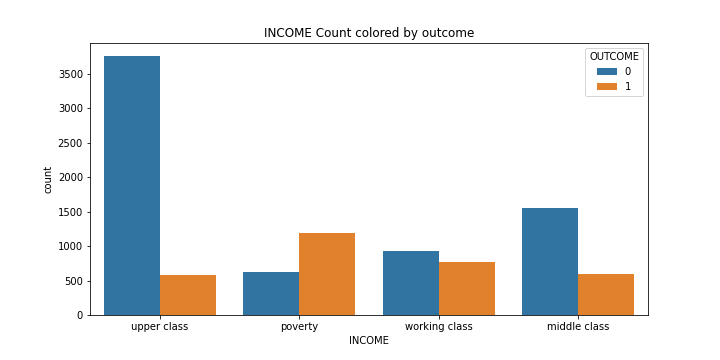 INCOME Count colored by outcome
OUTCOME
0
1
3500
3000
2500
2000
1500
1000
500
0
count
upper class poverty working class middle class
INCOME